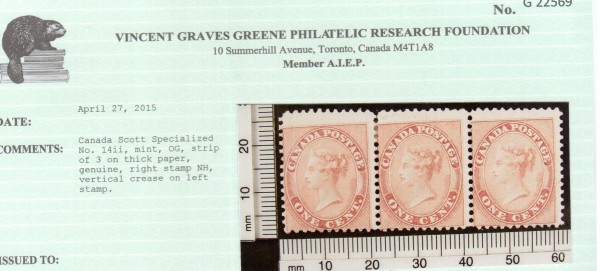 No. G 22569
VINCENT GRAVES GREENE PHILATELIC RESEARCH FOUNDATION
10 Summerhill Avenue, Toronto, Canada M4T1A8
Member A.I.E.P.
DATE:
April 27, 2015
COMMENTS:
Canada Scott Specialized
No. 14ii, mint, OG, strip
of 3 on thick paper,
genuine, right stamp NH,
vertical crease on left
stamp.
ISSUED TO:
CANADA POSTAGE
ONE CENT.
CANADA POSTAGE
ONE CENT.
CANADA POSTAGE
ONE CENT.
20
10
mm
mm 10 20 30 40 50 60